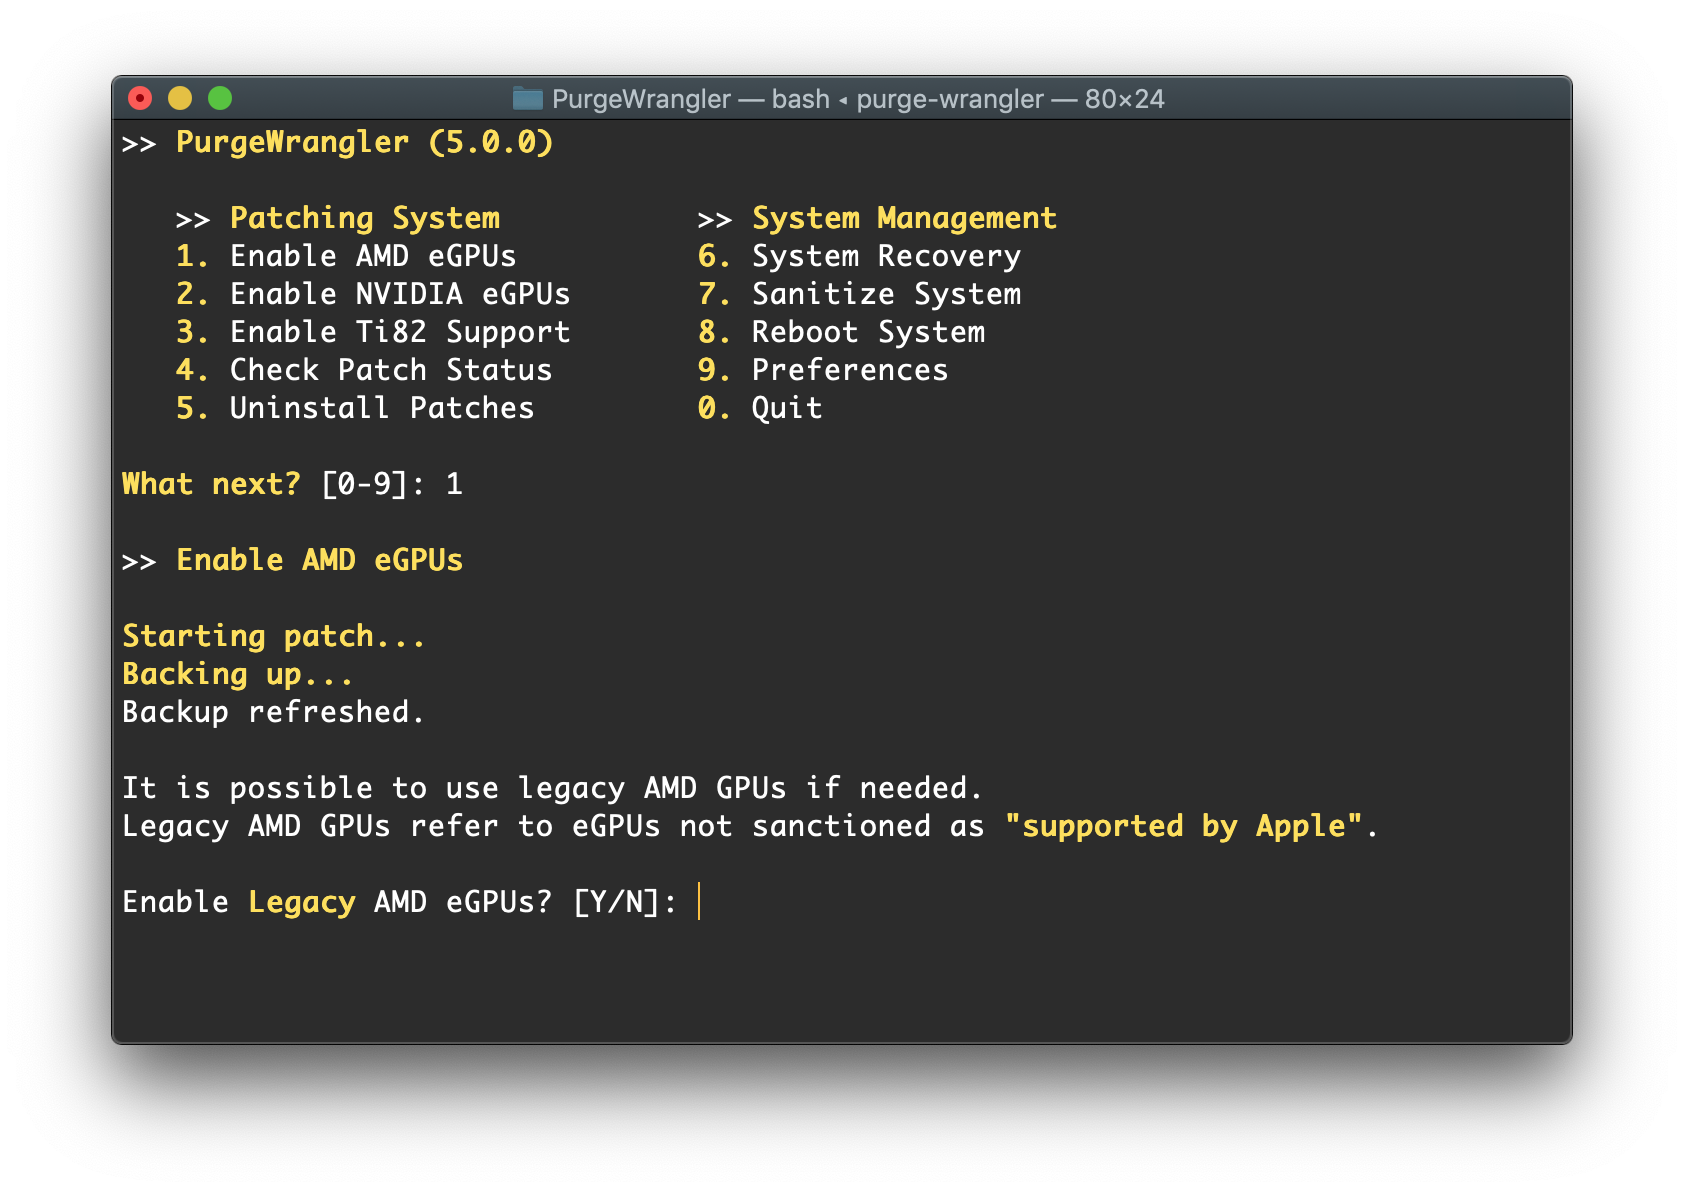 PurgeWrangler — bash ◂ purge-wrangler — 80×24
>> PurgeWrangler (5.0.0)
>> Patching System >> System Management
1. Enable AMD eGPUs 6. System Recovery
2. Enable NVIDIA eGPUs 7. Sanitize System
3. Enable Ti82 Support 8. Reboot System
4. Check Patch Status 9. Preferences
5. Uninstall Patches 0. Quit
What next? [0-9]: 1
>> Enable AMD eGPUs
Starting patch...
Backing up...
Backup refreshed.
It is possible to use legacy AMD GPUs if needed.
Legacy AMD GPUs refer to eGPUs not sanctioned as "supported by Apple".
Enable Legacy AMD eGPUs? [Y/N]: